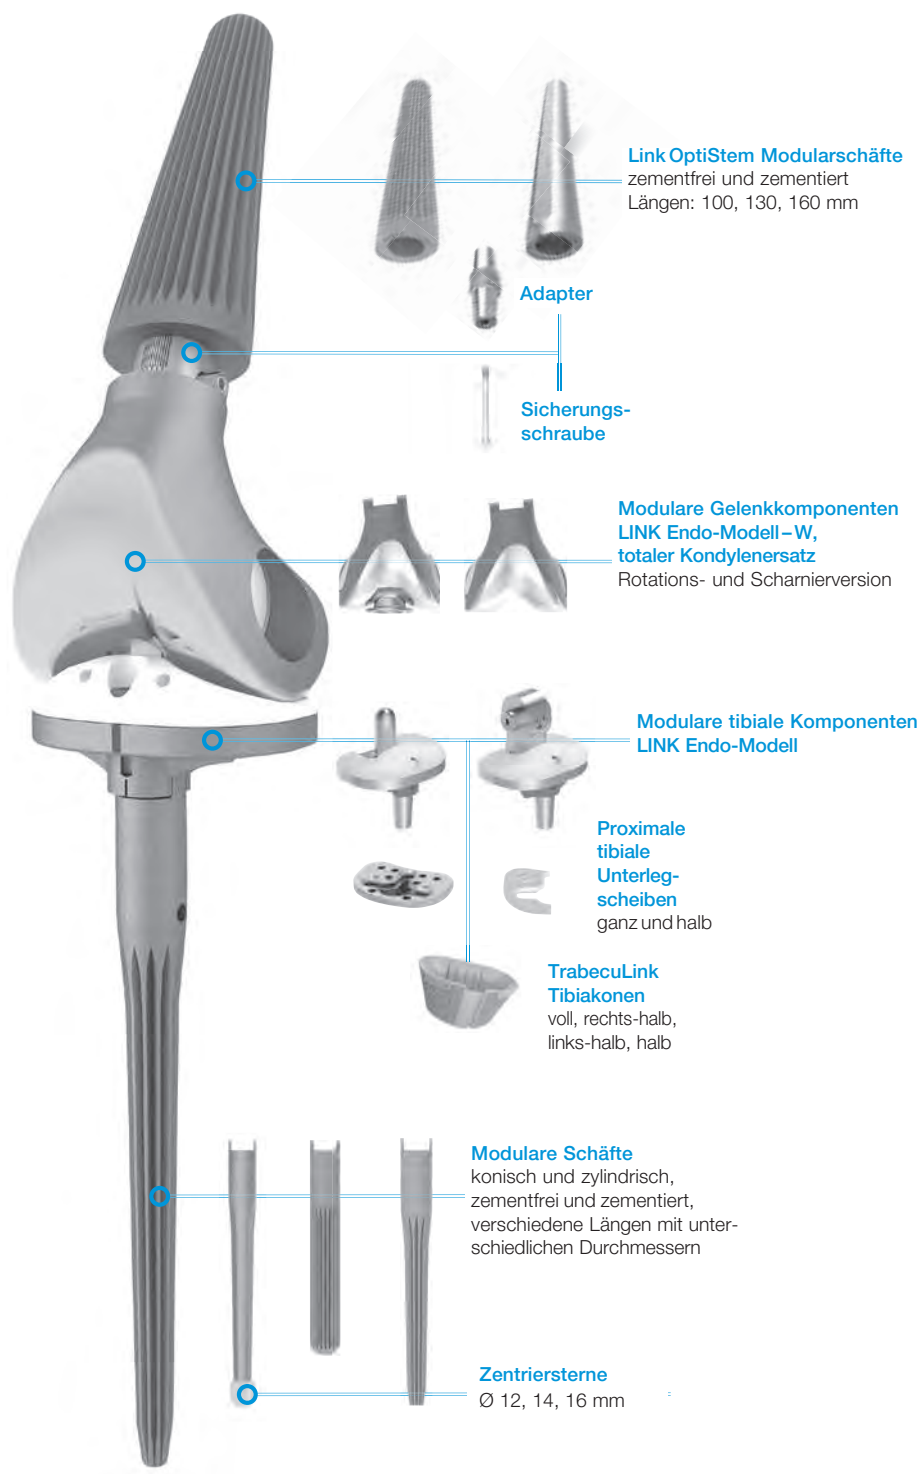 Link OptiStem Modularschäfte
zementfrei und zementiert
Längen: 100, 130, 160 mm
Adapter
Sicherungs-
schraube
Modulare Gelenkkomponenten
LINK Endo-Modell–W,
totaler Kondylenersatz
Rotations- und Scharnierversion
Modulare tibiale Komponenten
LINK Endo-Modell
Proximale
tibiale
Unterleg-
scheiben
ganz und halb
TrabecuLink
Tibiakonen
voll, rechts-halb,
links-halb, halb
Modulare Schäfte
konisch und zylindrisch,
zementfrei und zementiert,
verschiedene Längen mit unter-
schiedlichen Durchmessern
Zentriersterne
Ø 12, 14, 16 mm